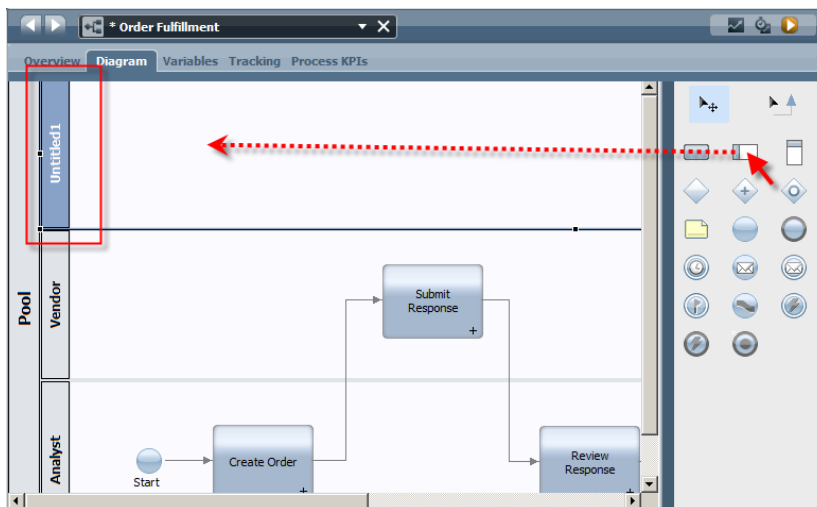 * Order Fulfillment
Overview Diagram Variables Tracking Process KPIs
Untitled1
Pool
Vendor
Submit
Response
Analyst
Start
Create Order
Review
Response